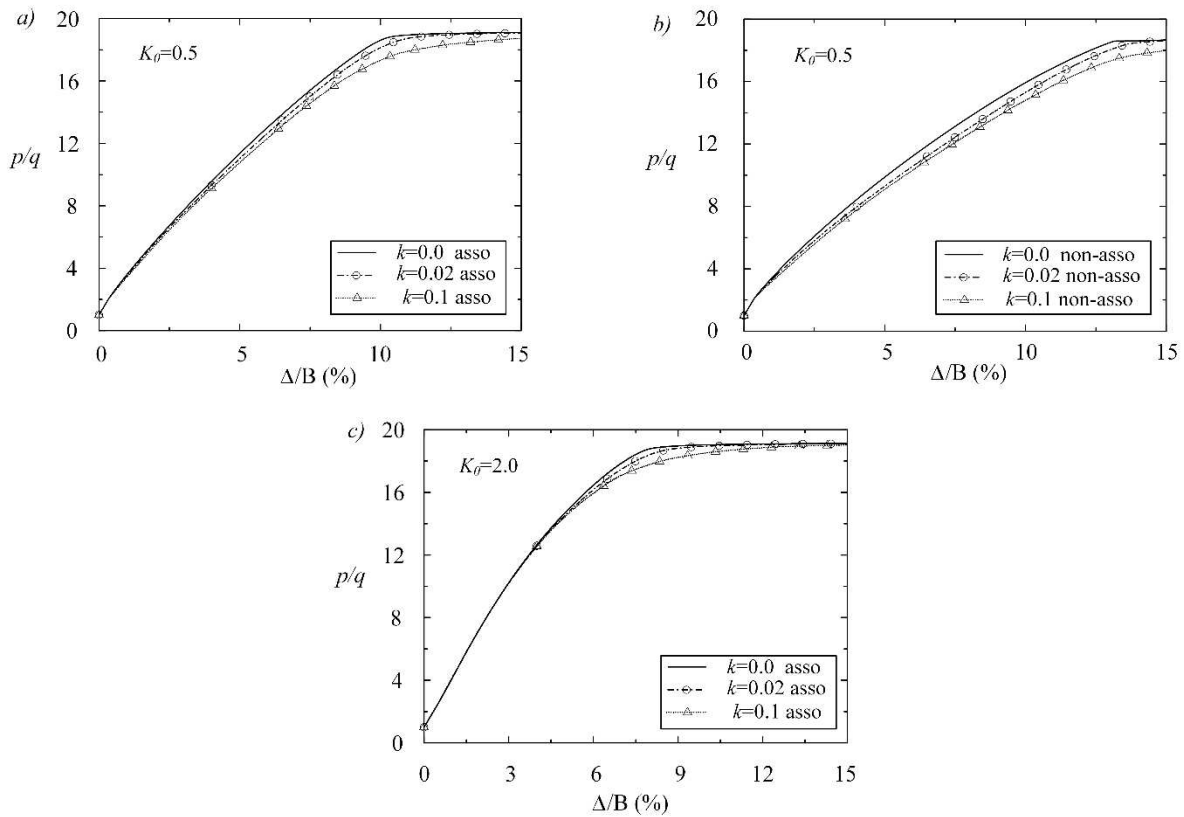 a)
20
16
12
8
4
0
p/q
K0=0.5
k=0.0 asso
k=0.02 asso
k=0.1 asso
0
5
10
15
Δ/B (%)
b)
20
16
12
8
4
0
p/q
K0=0.5
k=0.0 non-asso
k=0.02 non-asso
k=0.1 non-asso
0
5
10
15
Δ/B (%)
c)
20
16
12
8
4
0
p/q
K0=2.0
k=0.0 asso
k=0.02 asso
k=0.1 asso
0
3
6
9
12
15
Δ/B (%)